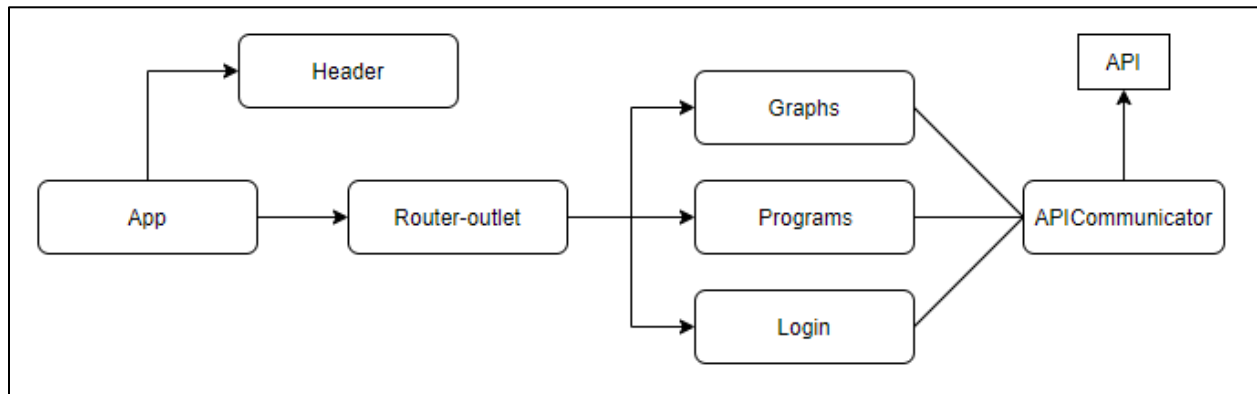 Header
API
Graphs
App
Router-outlet
Programs
APICommunicator
Login